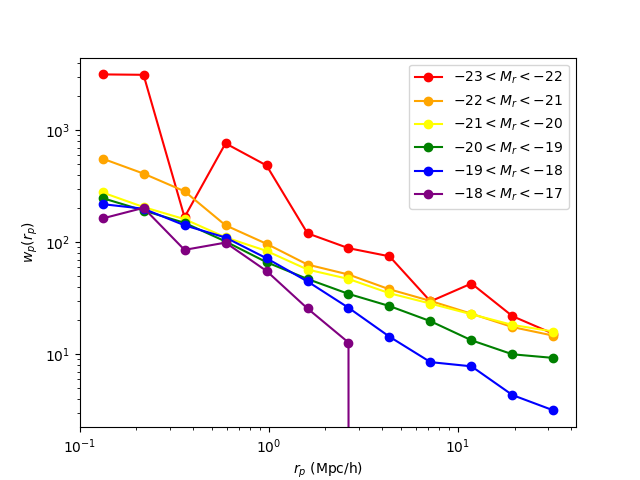 −23 < M_r < −22
−22 < M_r < −21
−21 < M_r < −20
−20 < M_r < −19
−19 < M_r < −18
−18 < M_r < −17
w_p(r_p)
10^3
10^2
10^1
10^−1
10^0
10^1
r_p (Mpc/h)